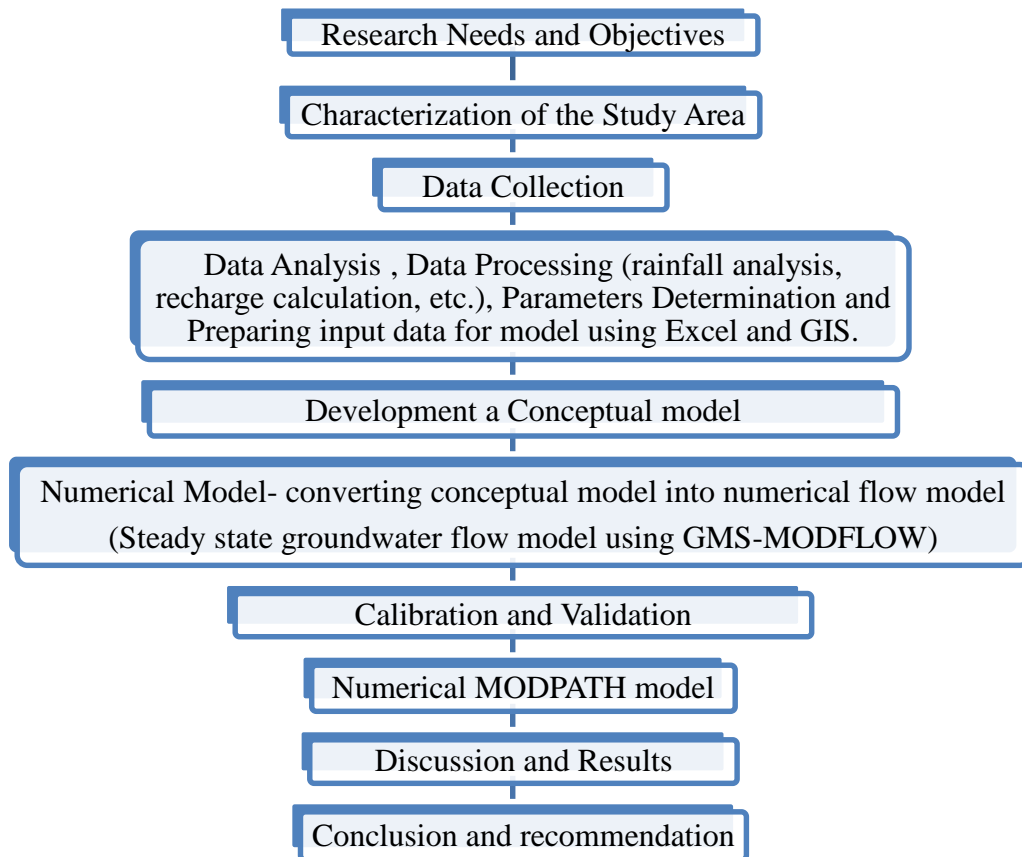 Research Needs and Objectives
Characterization of the Study Area
Data Collection
Data Analysis , Data Processing (rainfall analysis,
recharge calculation, etc.), Parameters Determination and
Preparing input data for model using Excel and GIS.
Development a Conceptual model
Numerical Model- converting conceptual model into numerical flow model
(Steady state groundwater flow model using GMS-MODFLOW)
Calibration and Validation
Numerical MODPATH model
Discussion and Results
Conclusion and recommendation